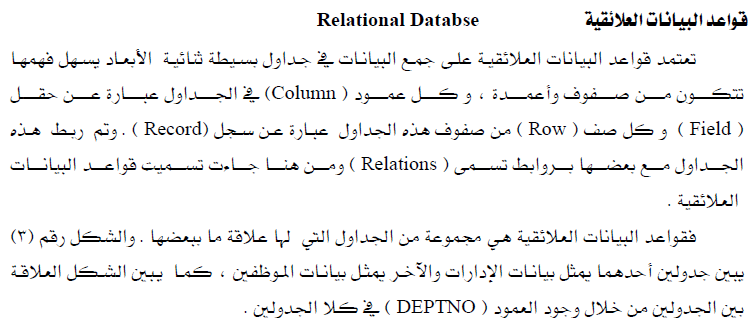 قواعد البيانات العلائقية Relational Databse
تعتمد قواعد البيانات العلائقية على جمع البيانات في جداول بسيطة ثنائية الأبعاد يسهل فهمها
تتكون من صفوف وأعمدة ، وكل عمود ( Column) في الجداول عبارة عن حقل
( Field ) وكل صف ( Row ) من صفوف هذه الجداول عبارة عن سجل (Record ) . وتم ربط هذه
الجداول مع بعضها بروابط تسمى ( Relations ) ومن هنا جاءت تسميت قواعد البيانات
العلائقية .
فقواعد البيانات العلائقية هي مجموعة من الجداول التي لها علاقة ما ببعضها . والشكل رقم (٣)
يبين جدولين أحدهما يمثل بيانات الإدارات والآخر يمثل بيانات الموظفين ، كما يبين الشكل العلاقة
بين الجدولين من خلال وجود العمود ( DEPTNO ) في كلا الجدولين .